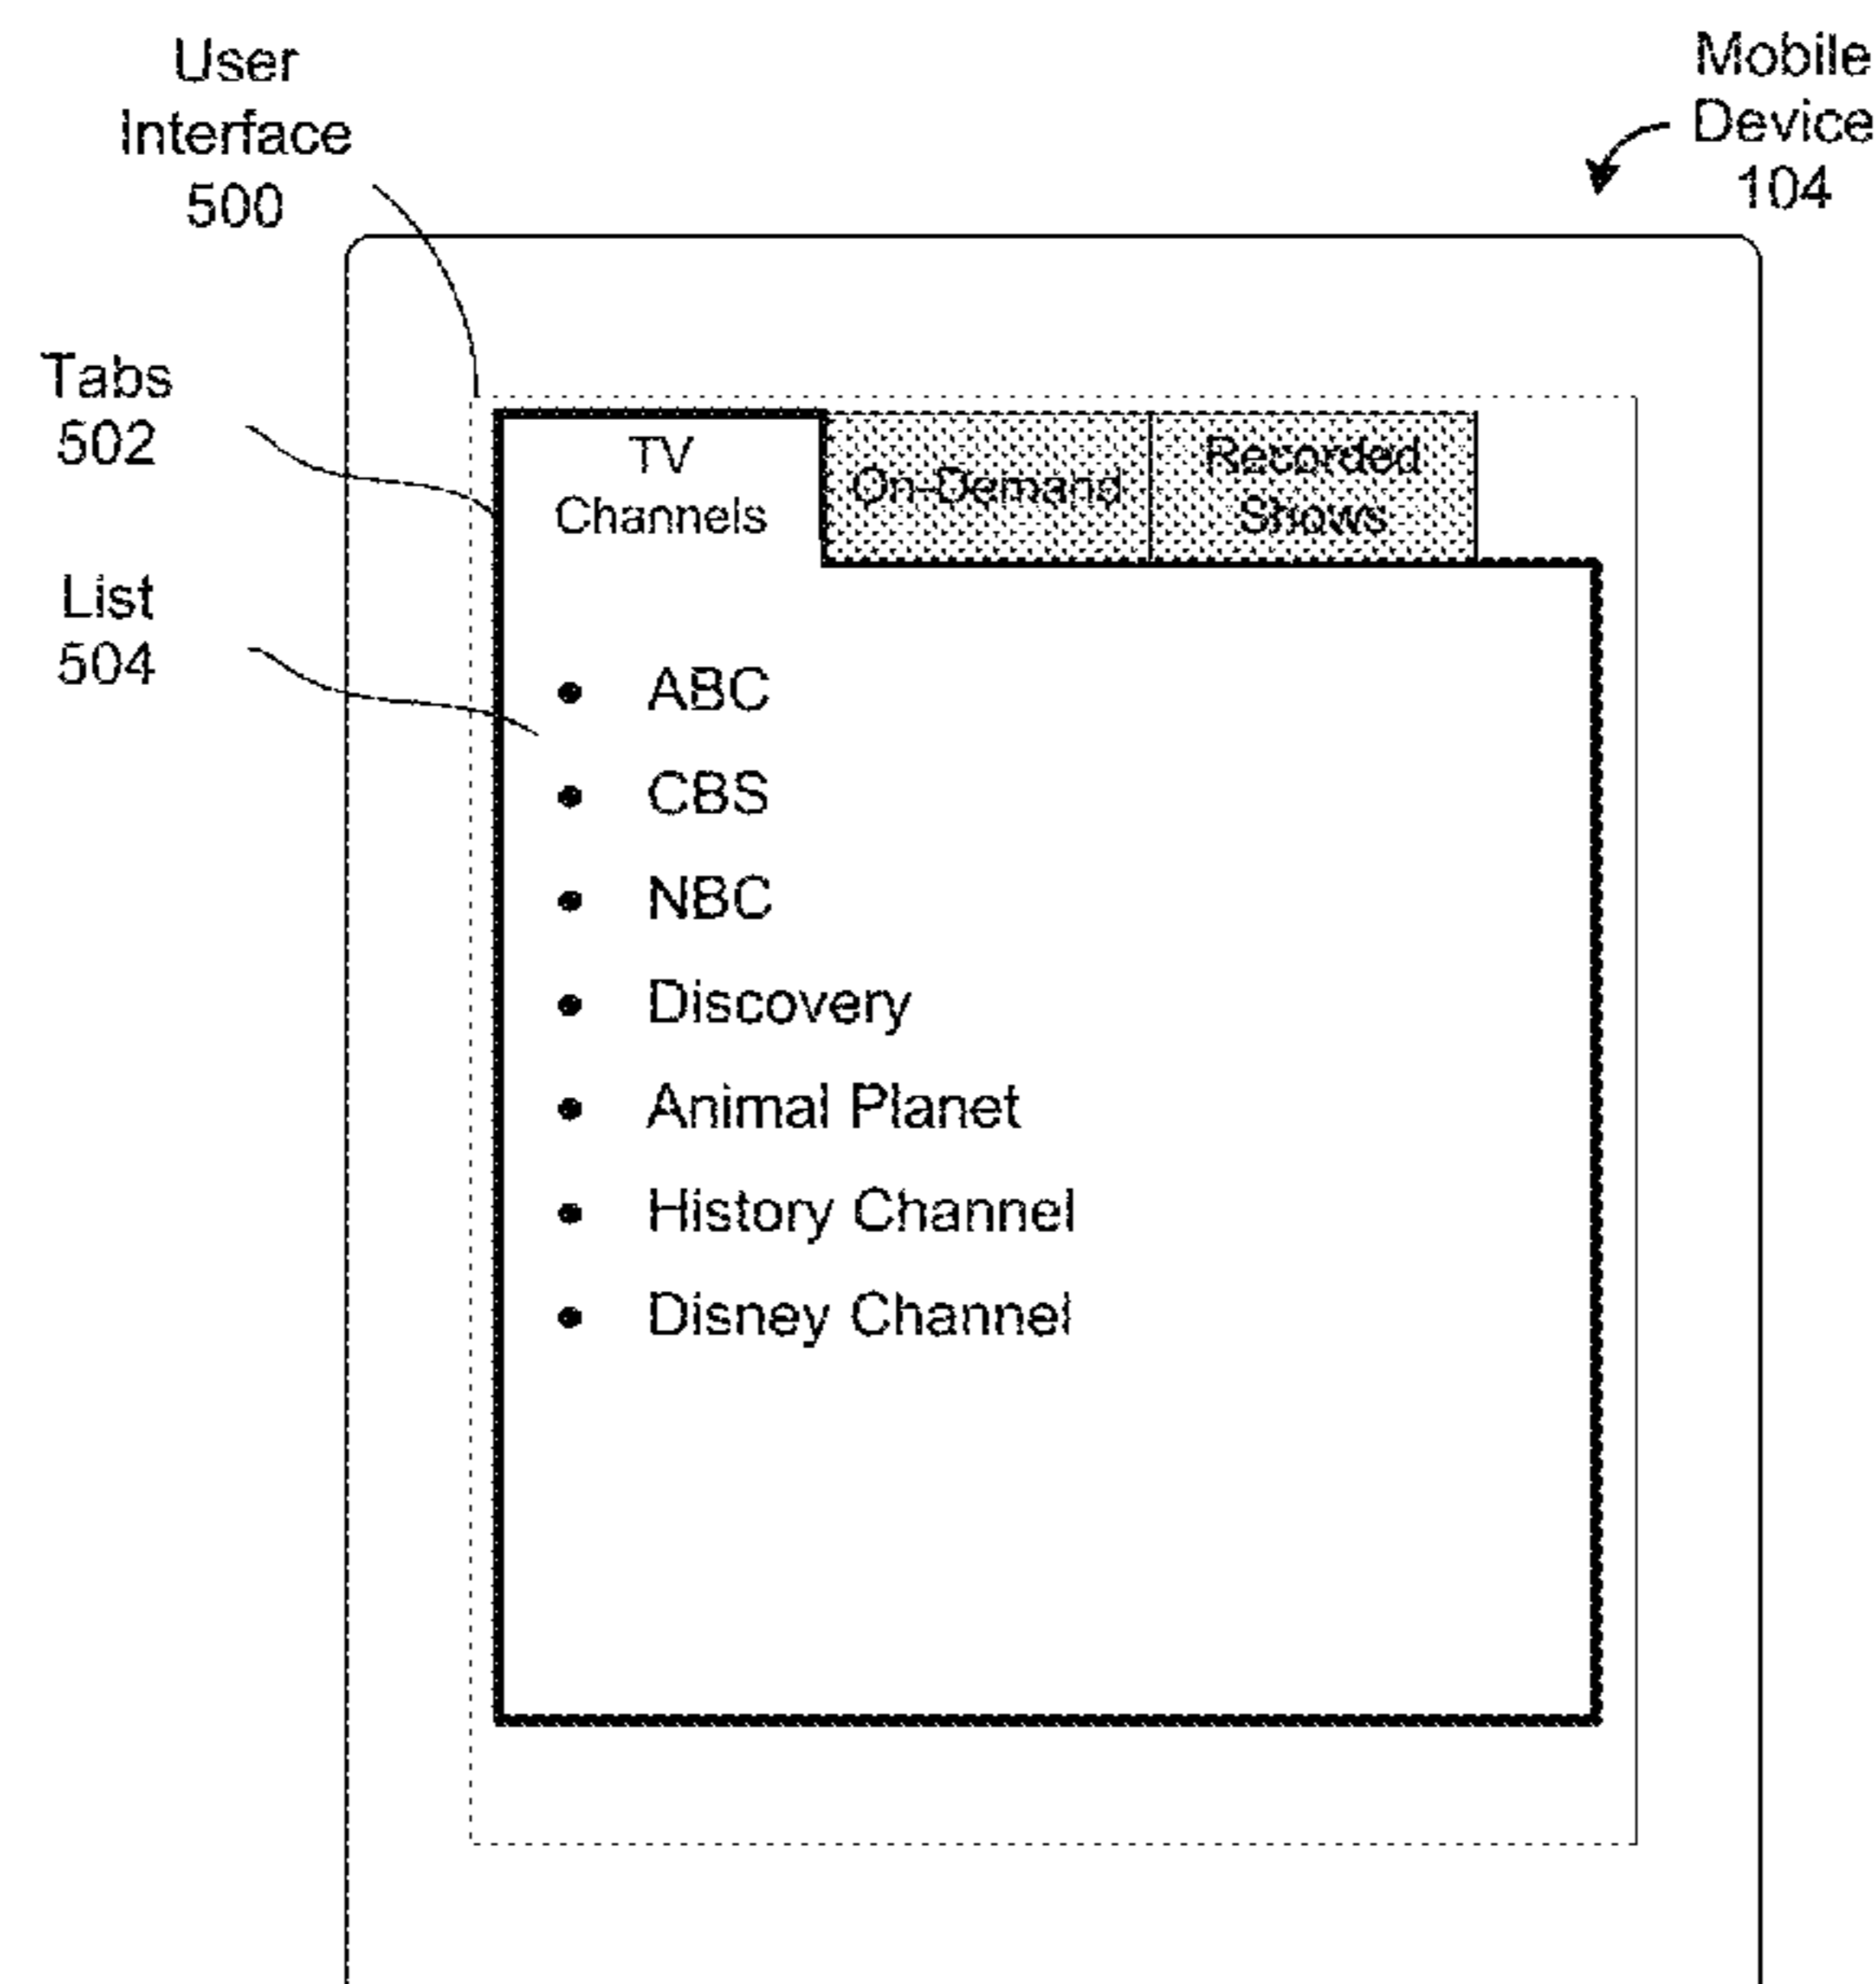 User
Interface
500
Mobile
Device
104
Tabs
502
List
504
TV
Channels
On-Demand
Recorded
Shows
• ABC
• CBS
• NBC
• Discovery
• Animal Planet
• History Channel
• Disney Channel